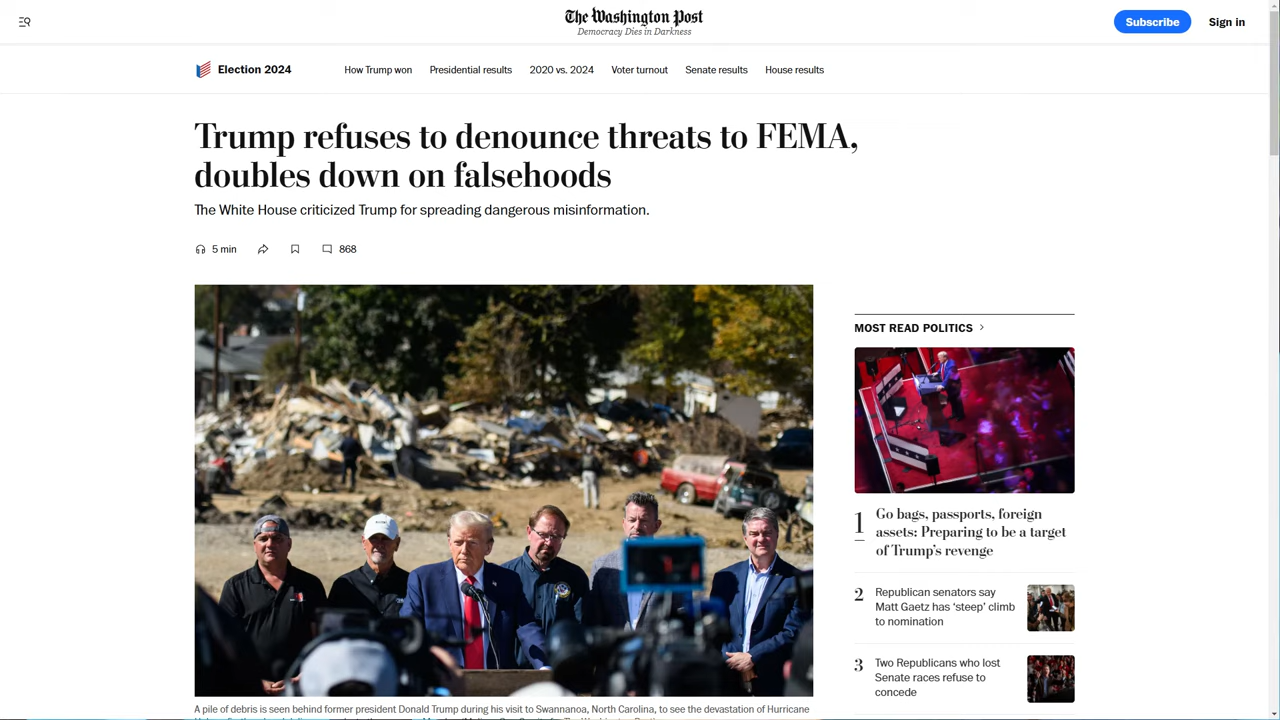 The Washington Post
Democracy Dies in Darkness
Subscribe
Sign in
Election 2024
How Trump won
Presidential results
2020 vs. 2024
Voter turnout
Senate results
House results
Trump refuses to denounce threats to FEMA,
doubles down on falsehoods
The White House criticized Trump for spreading dangerous misinformation.
5 min
868
A pile of debris is seen behind former president Donald Trump during his visit to Swannanoa, North Carolina, to see the devastation of Hurricane
MOST READ POLITICS
1
Go bags, passports, foreign
assets: Preparing to be a target
of Trump's revenge
2
Republican senators say
Matt Gaetz has 'steep' climb
to nomination
3
Two Republicans who lost
Senate races refuse to
concede